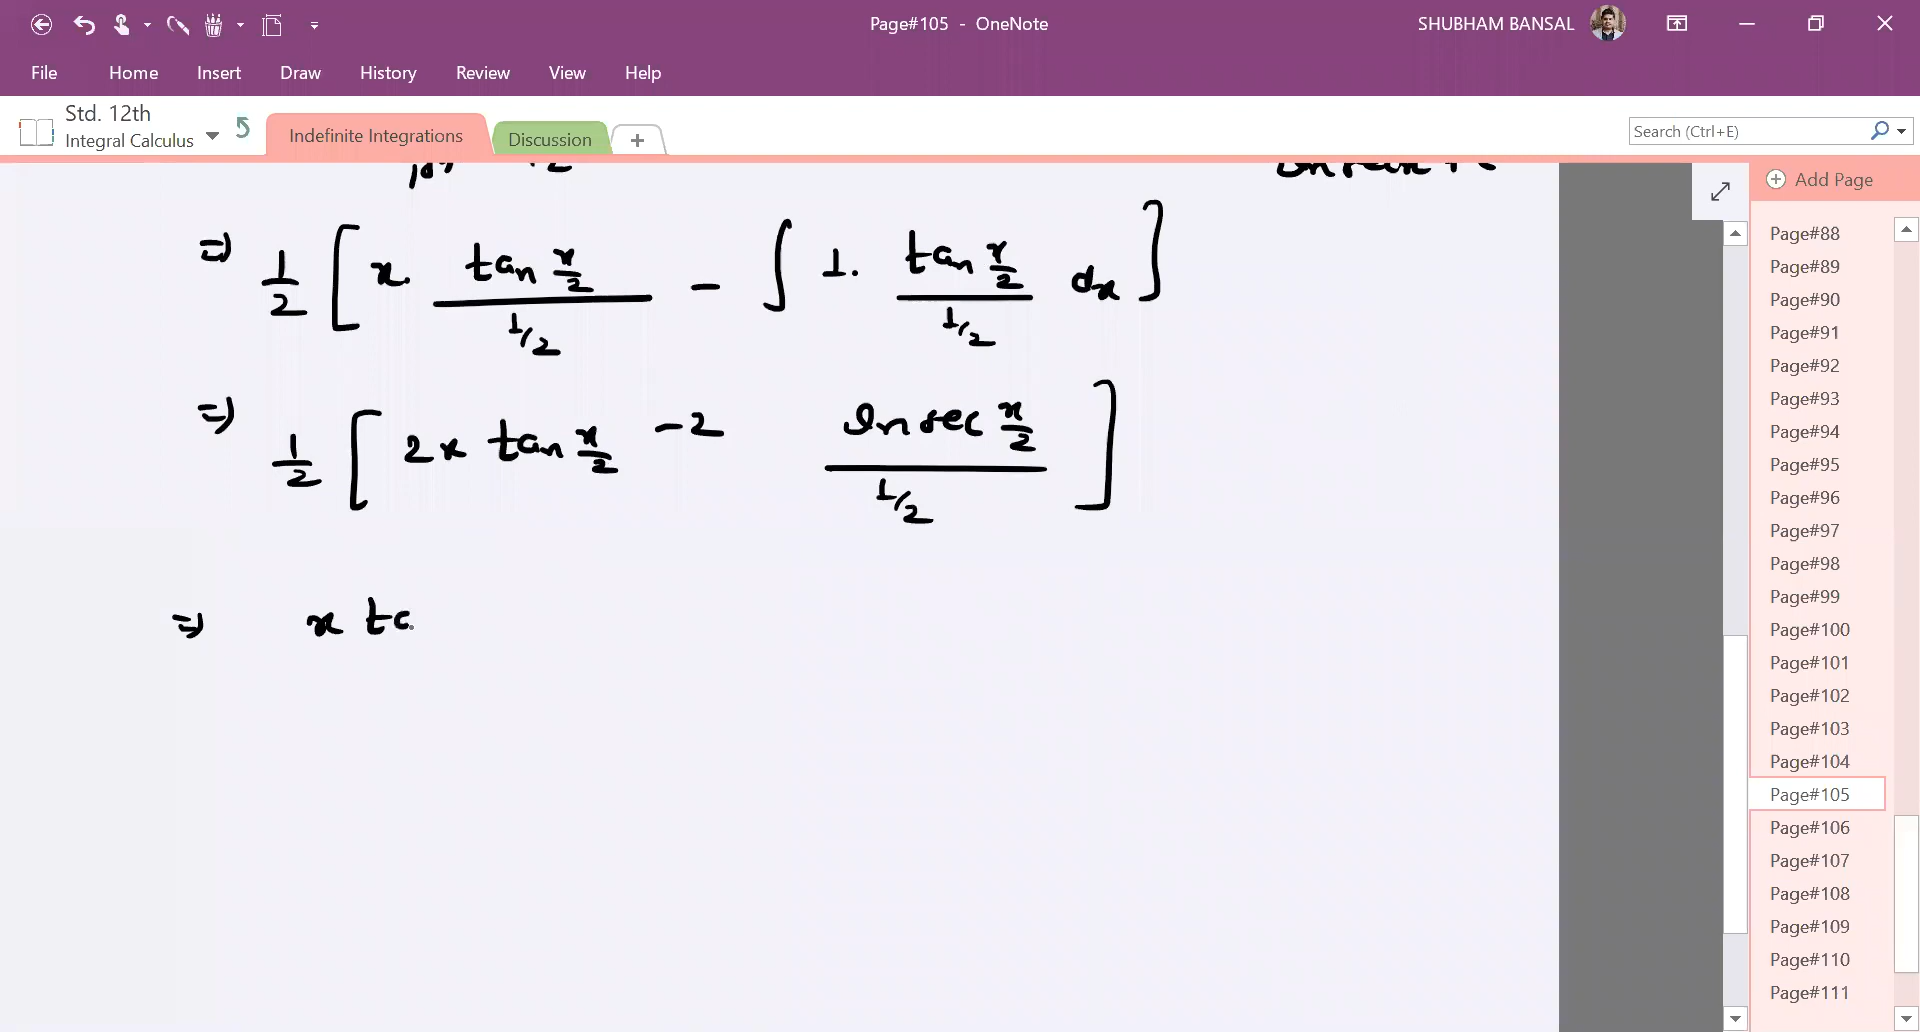 Page#105 - OneNote
SHUBHAM BANSAL
File Home Insert Draw History Review View Help
Std. 12th
Integral Calculus
Indefinite Integrations
Discussion
+
Search (Ctrl+E)
Add Page
⇒ 1/2 [ x. tan x/2 / 1/2 - ∫ 1. tan x/2 / 1/2 dx ]
⇒ 1/2 [ 2x tan x/2 -2 ln sec x/2 / 1/2 ]
⇒ x ta
Page#88
Page#89
Page#90
Page#91
Page#92
Page#93
Page#94
Page#95
Page#96
Page#97
Page#98
Page#99
Page#100
Page#101
Page#102
Page#103
Page#104
Page#105
Page#106
Page#107
Page#108
Page#109
Page#110
Page#111